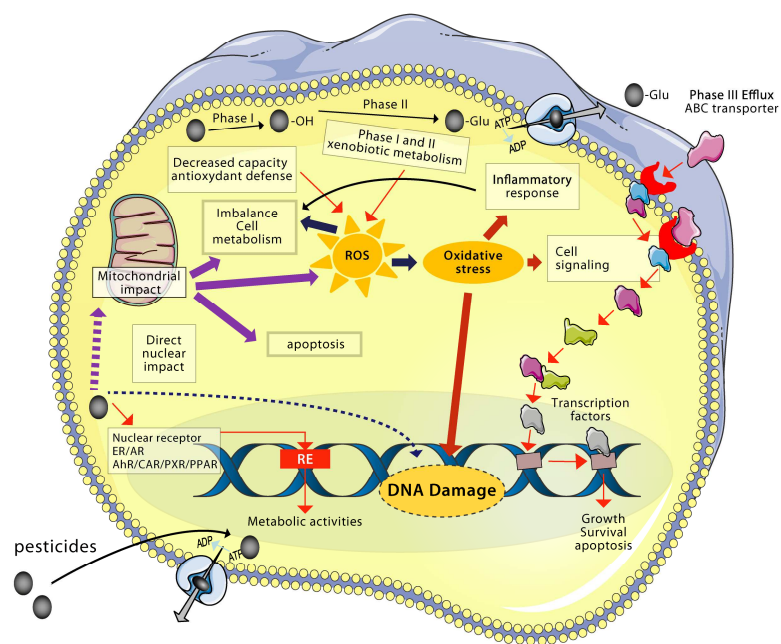 Phase I
-OH
Phase II
-Glu
ATP
ADP
-Glu
Phase III Efflux
ABC transporter
Decreased capacity
antioxydant defense
Phase I and II
xenobiotic metabolism
Inflammatory
response
Imbalance
Cell
metabolism
ROS
Oxidative
stress
Cell
signaling
Mitochondrial
impact
Direct
nuclear
impact
apoptosis
Transcription
factors
Nuclear receptor
ER/AR
AhR/CAR/PXR/PPAR
RE
DNA Damage
Metabolic activities
Growth
Survival
apoptosis
pesticides
ADP
ATP